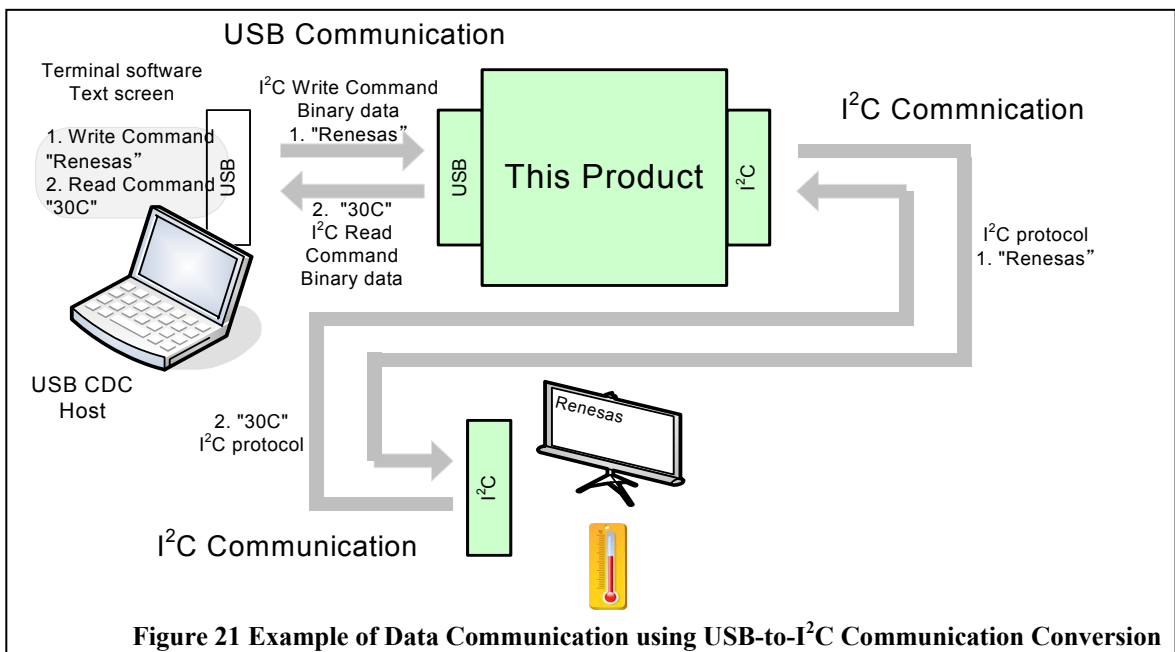 USB Communication
Terminal software
Text screen
1. Write Command
"Renesas”
2. Read Command
"30C"
USB
I²C Write Command
Binary data
1. "Renesas”
2. "30C"
I²C Read
Command
Binary data
USB
This Product
I²C
I²C Commnication
I²C protocol
1. "Renesas”
USB CDC
Host
2. "30C"
I²C protocol
I²C
Renesas
I²C Communication
Figure 21 Example of Data Communication using USB-to-I²C Communication Conversion